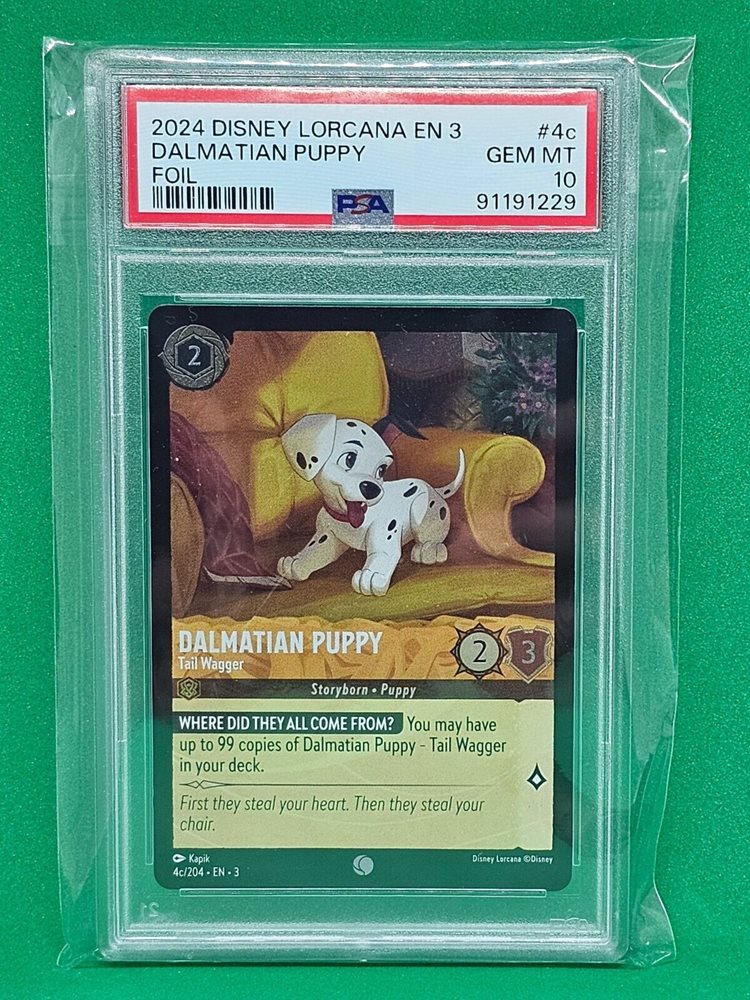 2024 DISNEY LORCANA EN 3 #4c
DALMATIAN PUPPY GEM MT
FOIL 10
PSA 91191229
2
DALMATIAN PUPPY
Tail Wagger
2 3
Storyborn • Puppy
WHERE DID THEY ALL COME FROM? You may have
up to 99 copies of Dalmatian Puppy - Tail Wagger
in your deck.
First they steal your heart. Then they steal your
chair.
Kapik Disney Lorcana ©Disney
4c/204 • EN • 3